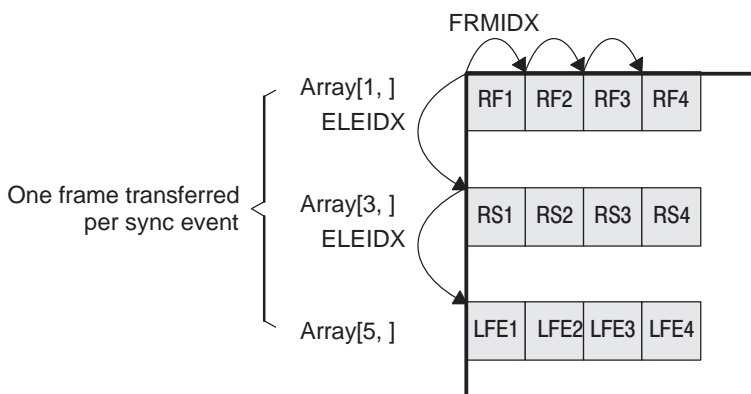 FRMIDX
Array[1, ]
RF1 RF2 RF3 RF4
ELEIDX
One frame transferred
per sync event
Array[3, ]
RS1 RS2 RS3 RS4
ELEIDX
Array[5, ]
LFE1 LFE2 LFE3 LFE4